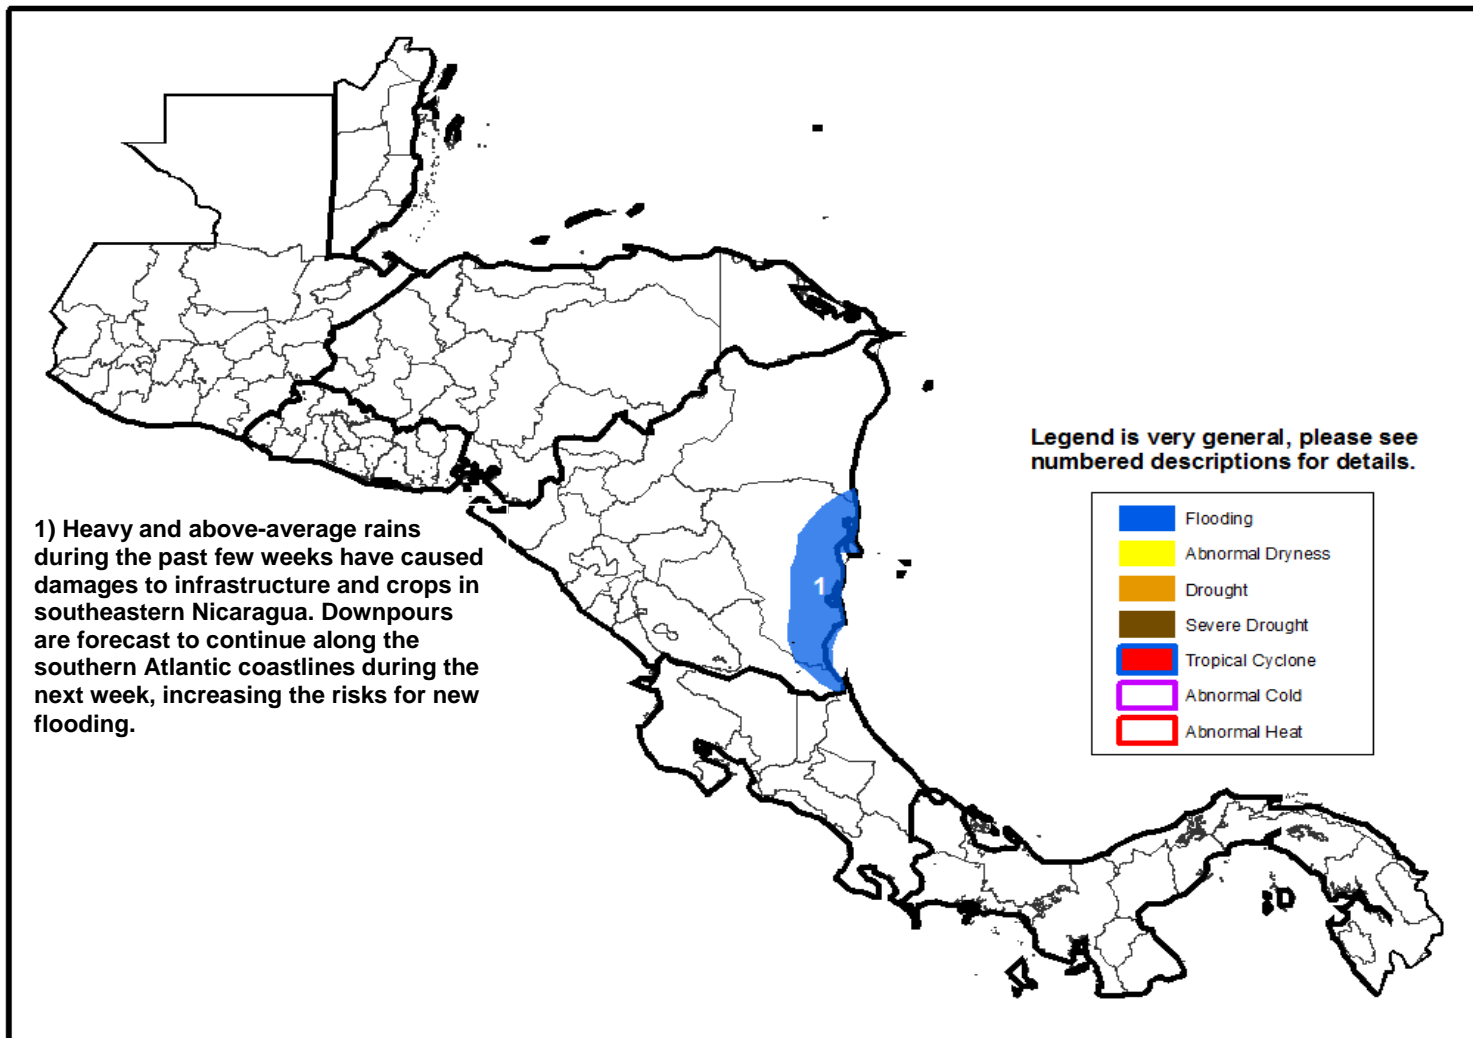 Legend is very general, please see
numbered descriptions for details.
Flooding
Abnormal Dryness
Drought
Severe Drought
Tropical Cyclone
Abnormal Cold
Abnormal Heat
1
1) Heavy and above-average rains
during the past few weeks have caused
damages to infrastructure and crops in
southeastern Nicaragua. Downpours
are forecast to continue along the
southern Atlantic coastlines during the
next week, increasing the risks for new
flooding.